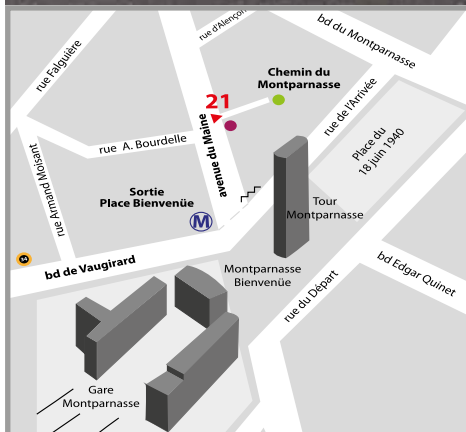 rue d'Alençon
bd du Montparnasse
rue Falguière
Chemin du
Montparnasse
21
rue de l'Arrivée
avenue du Maine
rue A. Bourdelle
Place du
18 juin 1940
rue Armand Moisant
Sortie
Place Bienvenüe
M
Tour
Montparnasse
14
bd de Vaugirard
Montparnasse
Bienvenüe
bd Edgar Quinet
rue du Départ
Gare
Montparnasse